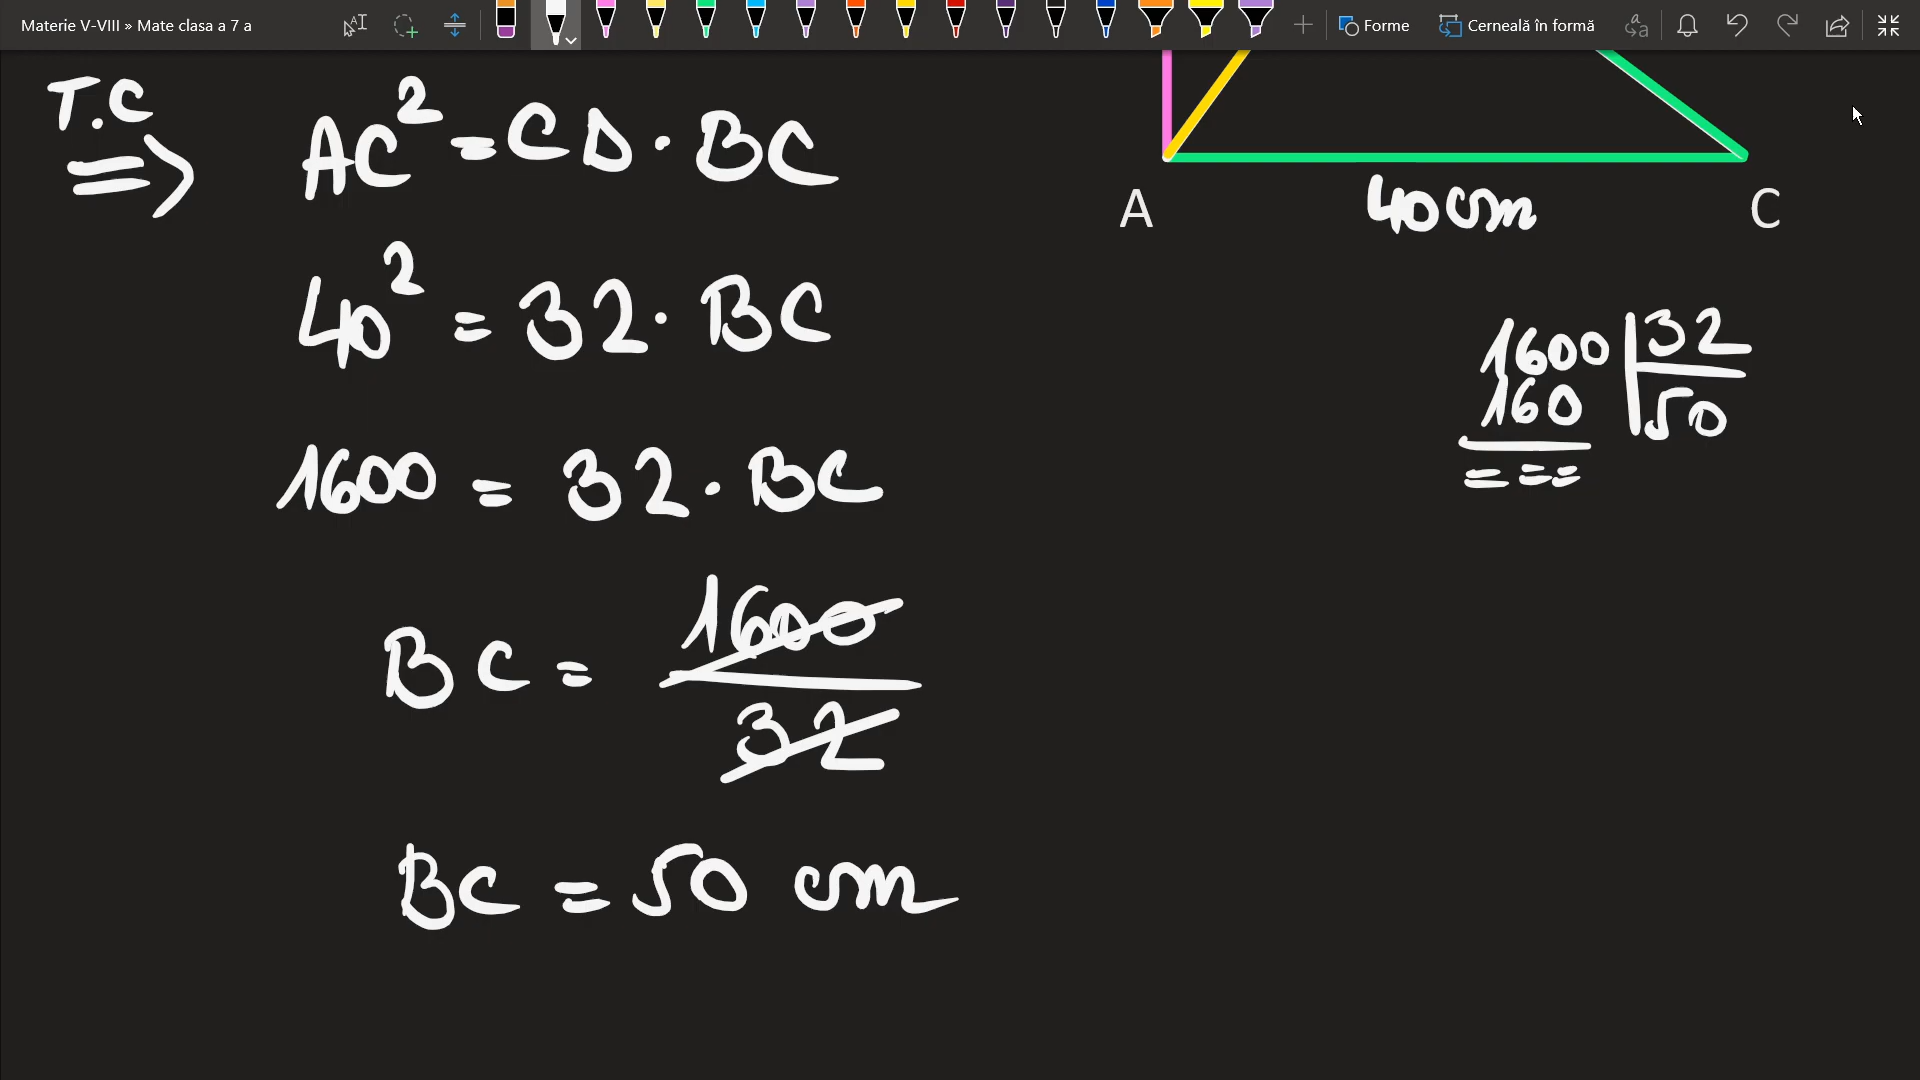 Materie V-VIII » Mate clasa a 7 a
Forme
Cerneală în formă
T.C
=> AC² = CD · BC
A
40 cm
C
40² = 32 · BC
1600 | 32
160 | 50
= = =
1600 = 32 · BC
BC = 1600
32
BC = 50 cm